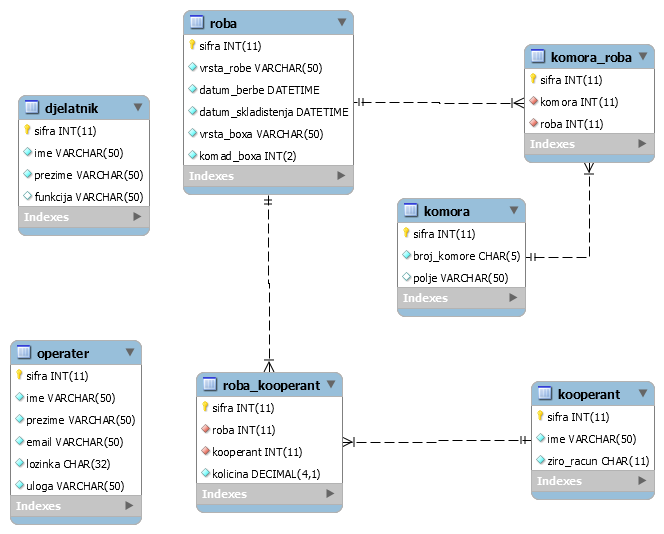 roba
sifra INT(11)
vrsta_robe VARCHAR(50)
datum_berbe DATETIME
datum_skladistenja DATETIME
vrsta_boxa VARCHAR(50)
komad_boxa INT(2)
Indexes
komora_roba
sifra INT(11)
komora INT(11)
roba INT(11)
Indexes
djelatnik
sifra INT(11)
ime VARCHAR(50)
prezime VARCHAR(50)
funkcija VARCHAR(50)
Indexes
komora
sifra INT(11)
broj_komore CHAR(5)
polje VARCHAR(50)
Indexes
operater
sifra INT(11)
ime VARCHAR(50)
prezime VARCHAR(50)
email VARCHAR(50)
lozinka CHAR(32)
uloga VARCHAR(50)
Indexes
roba_kooperant
sifra INT(11)
roba INT(11)
kooperant INT(11)
kolicina DECIMAL(4,1)
Indexes
kooperant
sifra INT(11)
ime VARCHAR(50)
ziro_racun CHAR(11)
Indexes